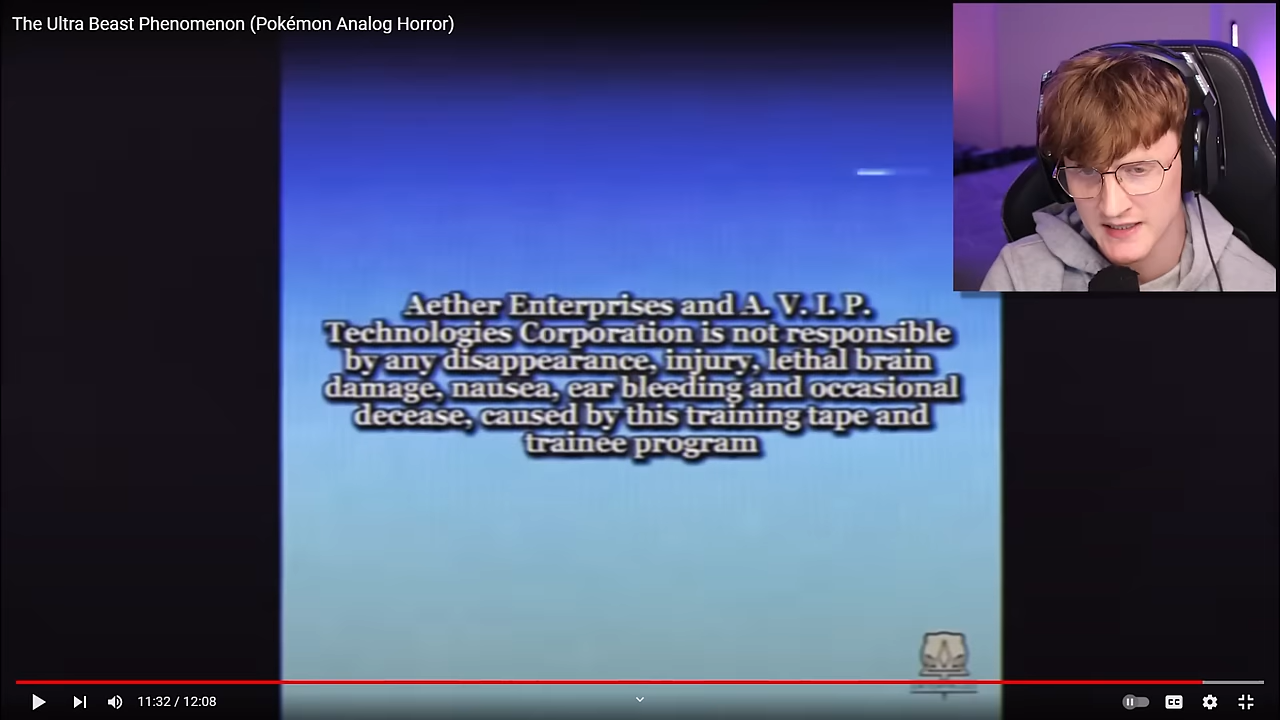 The Ultra Beast Phenomenon (Pokémon Analog Horror)
Aether Enterprises and A. V. I. P.
Technologies Corporation is not responsible
by any disappearance, injury, lethal brain
damage, nausea, ear bleeding and occasional
decease, caused by this training tape and
trainee program
11:32 / 12:08
CC